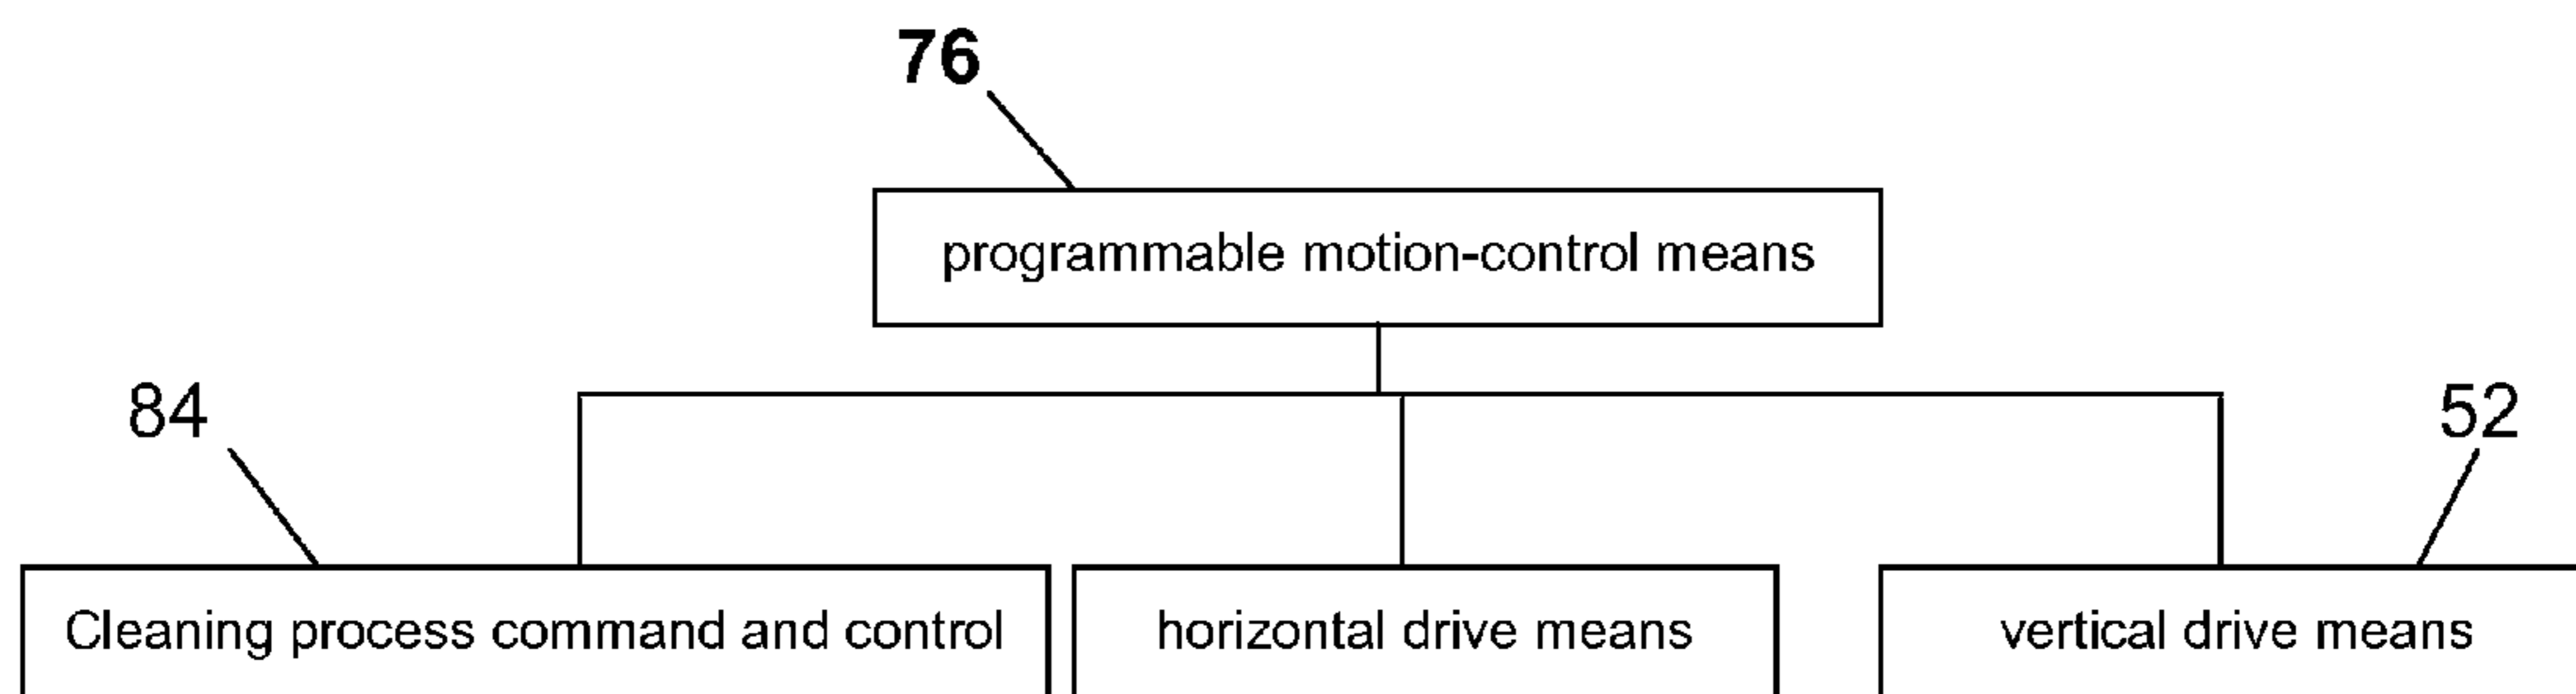 76
programmable motion-control means
84
52
Cleaning process command and control
horizontal drive means
vertical drive means